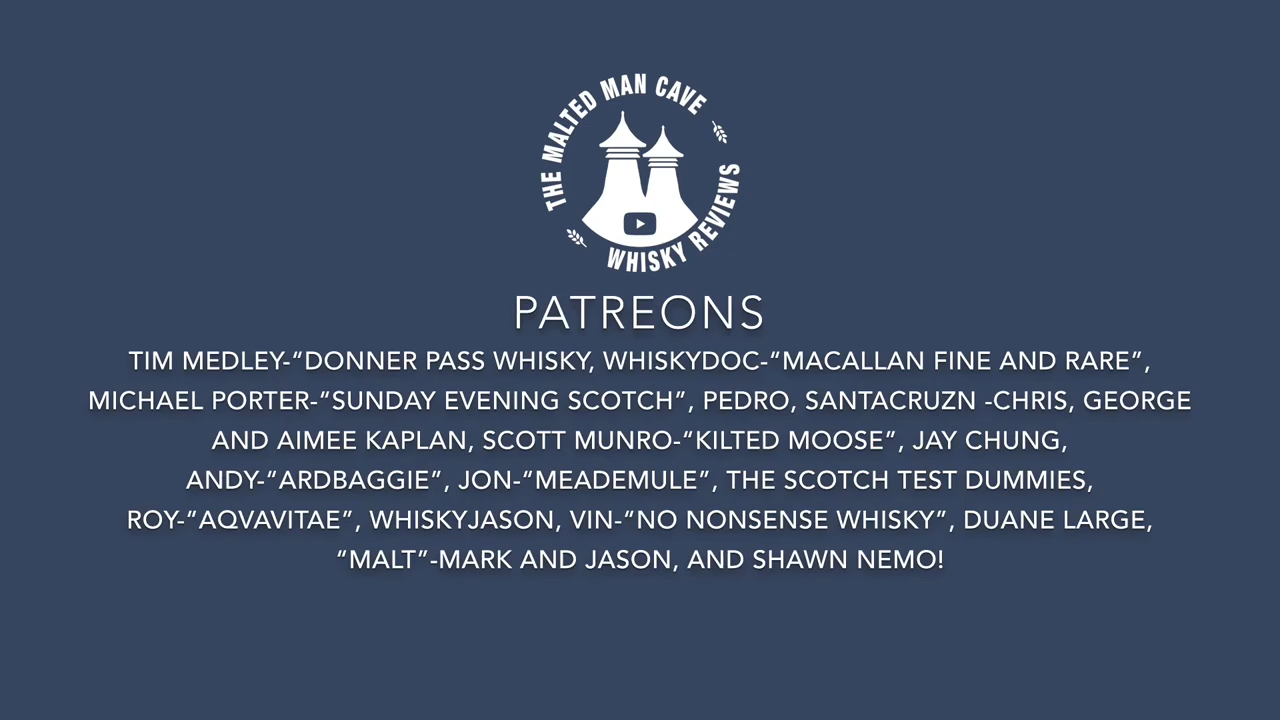 THE MALTED MAN CAVE
WHISKY REVIEWS
PATREONS
TIM MEDLEY-“DONNER PASS WHISKY, WHISKYDOC-“MACALLAN FINE AND RARE”,
MICHAEL PORTER-“SUNDAY EVENING SCOTCH”, PEDRO, SANTACRUZN -CHRIS, GEORGE
AND AIMEE KAPLAN, SCOTT MUNRO-“KILTED MOOSE”, JAY CHUNG,
ANDY-“ARDBAGGIE”, JON-“MEADEMULE”, THE SCOTCH TEST DUMMIES,
ROY-“AQVAVITAE”, WHISKYJASON, VIN-“NO NONSENSE WHISKY”, DUANE LARGE,
“MALT”-MARK AND JASON, AND SHAWN NEMO!